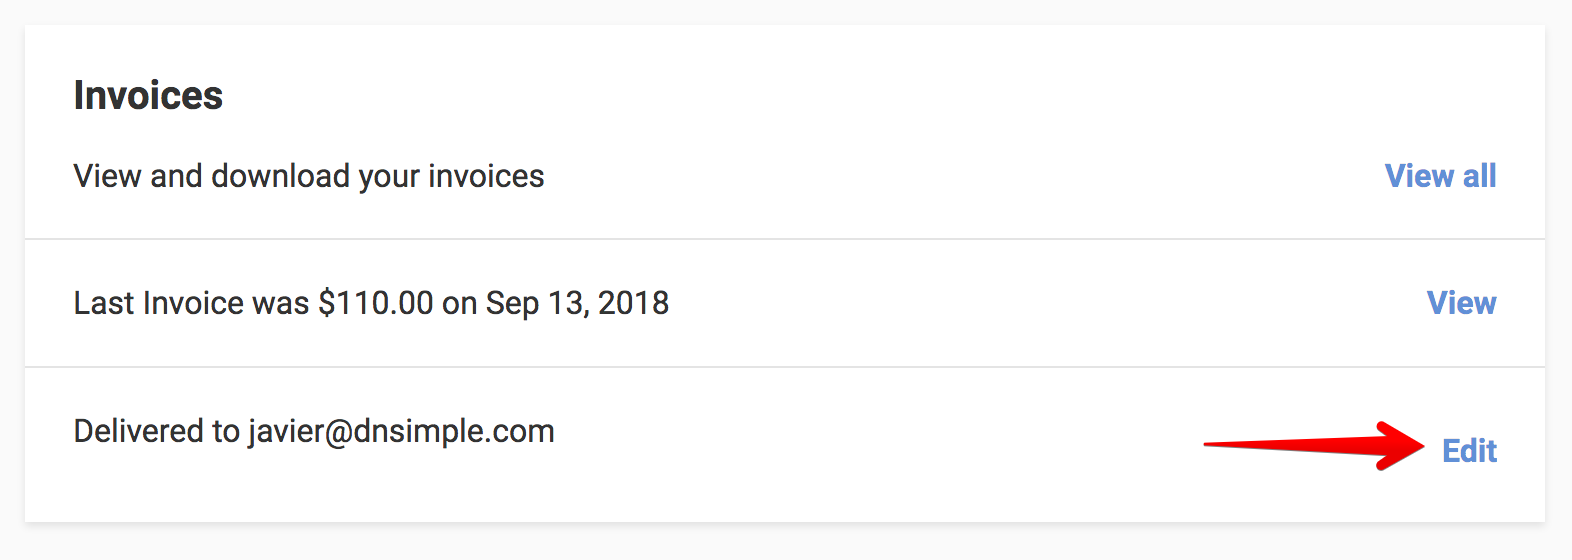 Invoices
View and download your invoices View all
Last Invoice was $110.00 on Sep 13, 2018 View
Delivered to javier@dnsimple.com Edit